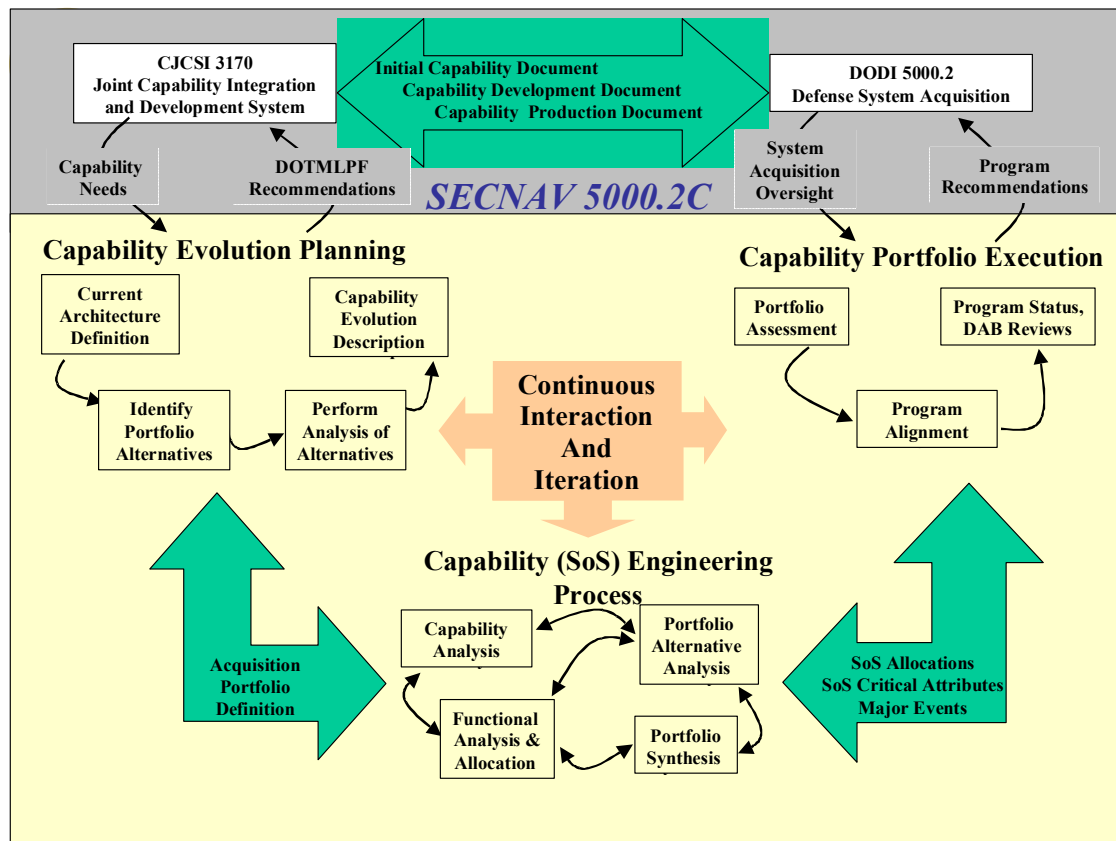 CJCSI 3170
Joint Capability Integration
and Development System
Initial Capability Document
Capability Development Document
Capability Production Document
DODI 5000.2
Defense System Acquisition
Capability
Needs
DOTMLPF
Recommendations
SECNAV 5000.2C
System
Acquisition
Oversight
Program
Recommendations
Capability Evolution Planning
Current
Architecture
Definition
Capability
Evolution
Description
Identify
Portfolio
Alternatives
Perform
Analysis of
Alternatives
Capability Portfolio Execution
Portfolio
Assessment
Program Status,
DAB Reviews
Program
Alignment
Continuous
Interaction
And
Iteration
Capability (SoS) Engineering
Process
Capability
Analysis
Portfolio
Alternative
Analysis
Functional
Analysis &
Allocation
Portfolio
Synthesis
Acquisition
Portfolio
Definition
SoS Allocations
SoS Critical Attributes
Major Events